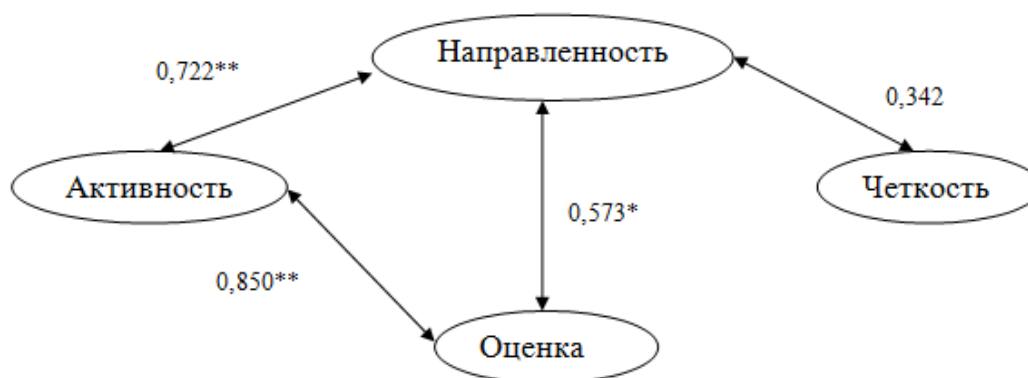 Направленность
0,722**
0,342
Активность
Четкость
0,573*
0,850**
Оценка